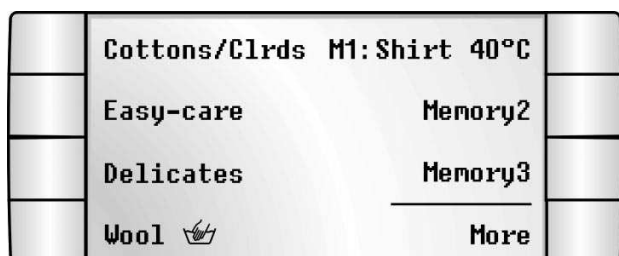 Cottons/Clrds M1:Shirt 40°C
Easy-care Memory2
Delicates Memory3
Wool More